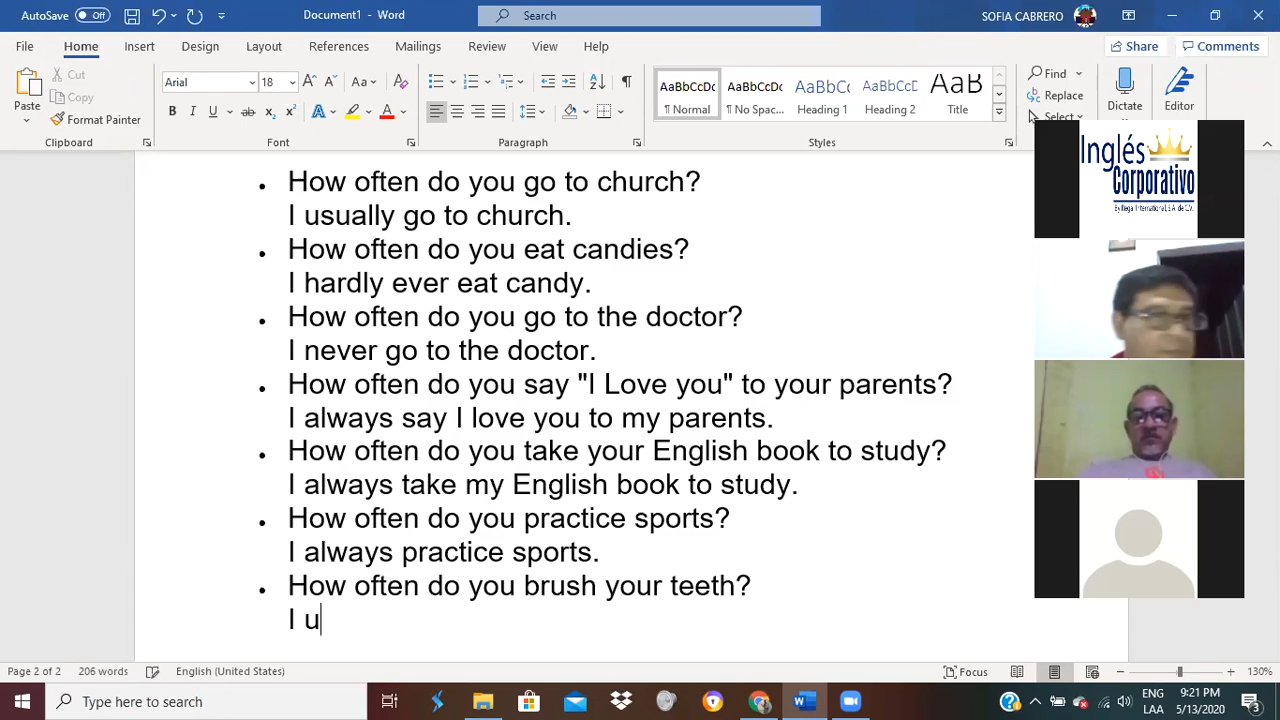 AutoSave Off Document1 - Word Search SOFIA CABRERO
File Home Insert Design Layout References Mailings Review View Help Share Comments
Paste Cut Copy Format Painter Clipboard
Arial 18 Aa Font
Paragraph
AaBbCcDc AaBbCcDc AaBbCc AaBbCcE AaB
¶ Normal ¶ No Spac... Heading 1 Heading 2 Title
Styles
Find Replace Select
Dictate Editor
Inglés
Corporativo
• How often do you go to church?
I usually go to church.
• How often do you eat candies?
I hardly ever eat candy.
• How often do you go to the doctor?
I never go to the doctor.
• How often do you say "I Love you" to your parents?
I always say I love you to my parents.
• How often do you take your English book to study?
I always take my English book to study.
• How often do you practice sports?
I always practice sports.
• How often do you brush your teeth?
I u
Page 2 of 2 206 words English (United States) Focus 130%
Type here to search ENG 9:21 PM
LAA 5/13/2020 3